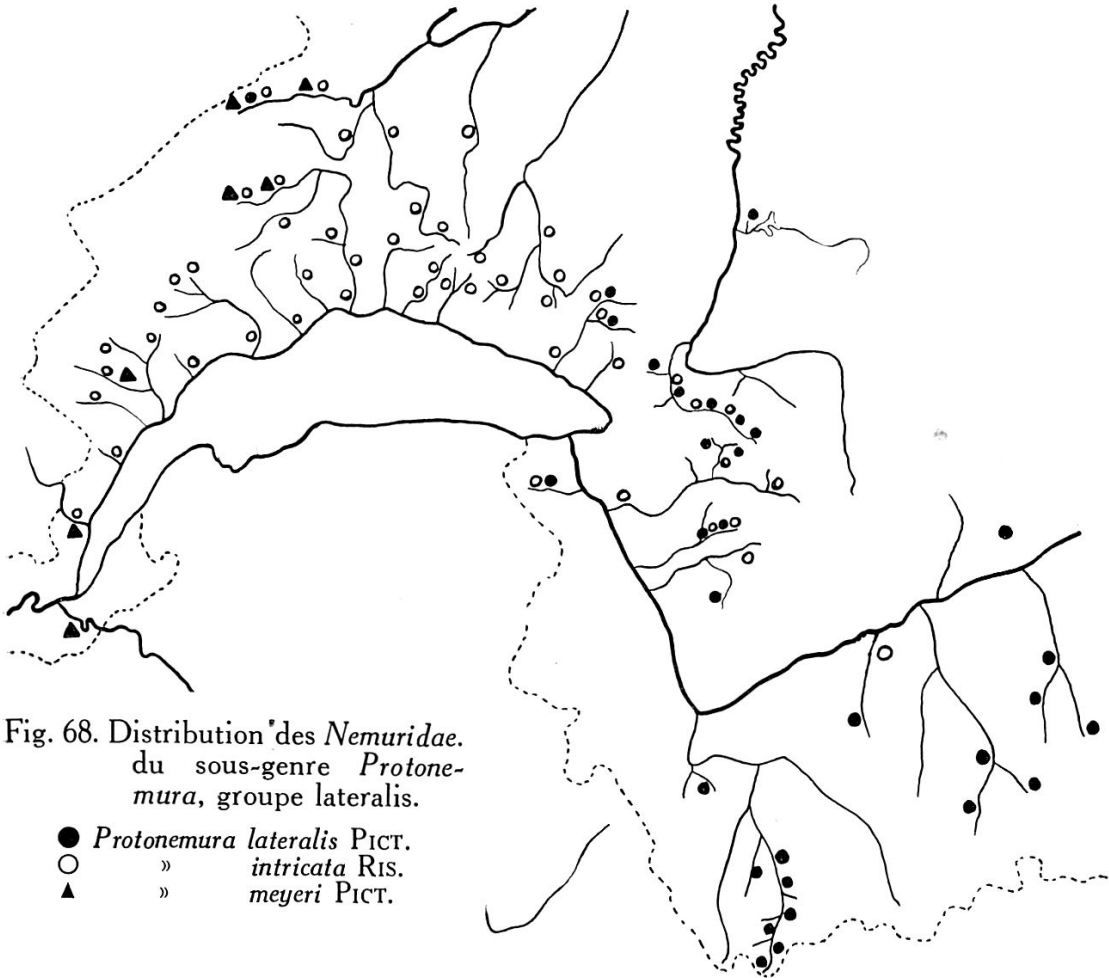 Fig. 68. Distribution des Nemuridae.
du sous-genre Protone-
mura, groupe lateralis.
● Protonemura lateralis PICT.
○ » intricata RIS.
▲ » meyeri PICT.